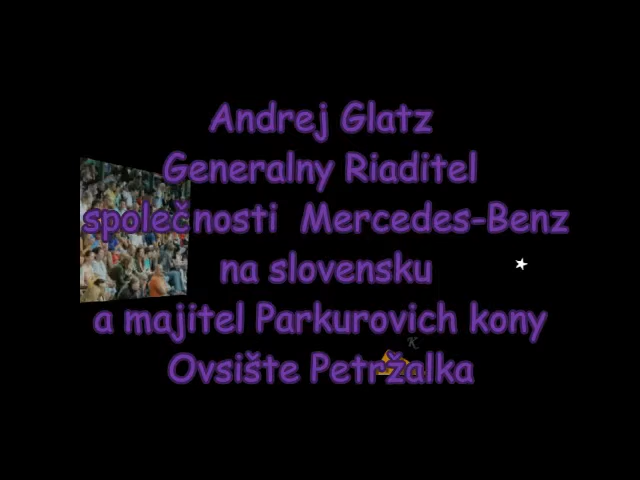 Andrej Glatz
Generalny Riaditel
společnosti Mercedes-Benz
na slovensku
a majitel Parkurovich kony
K
Ovsište Petržalka